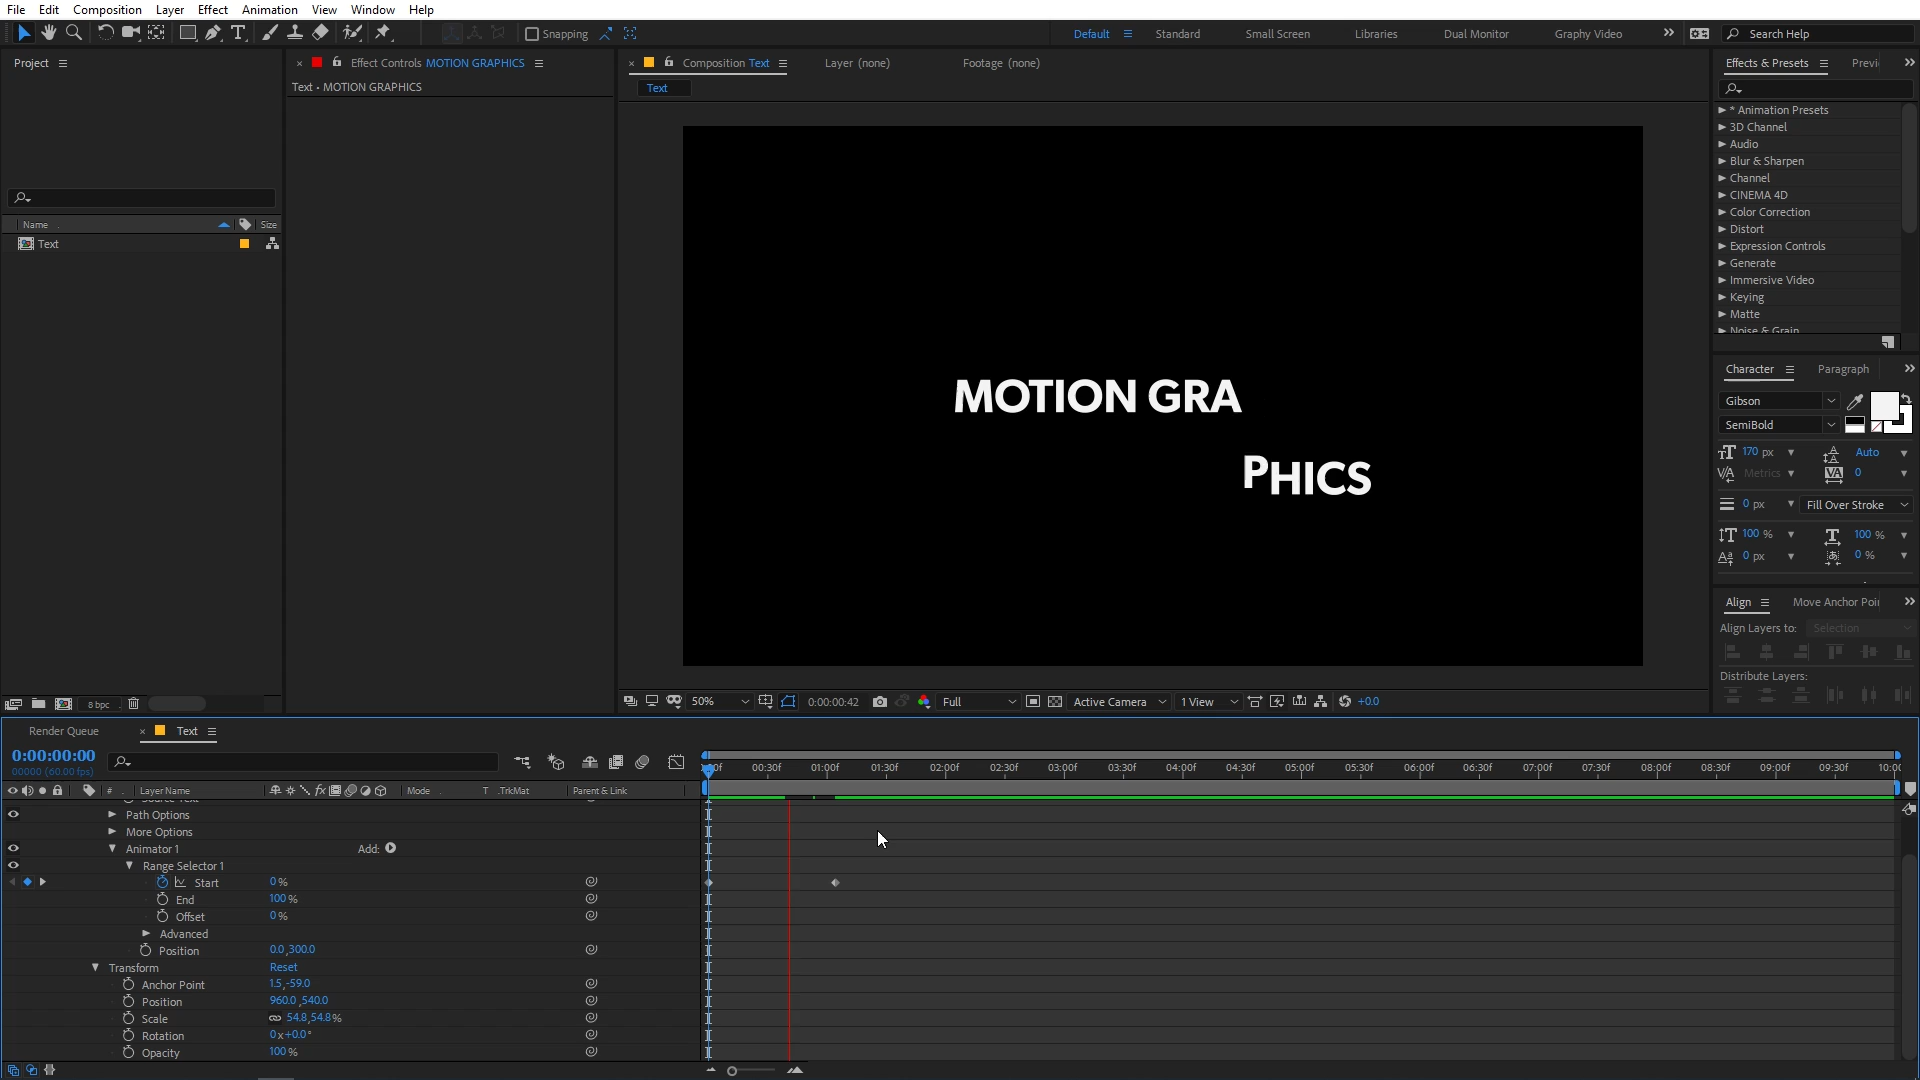 File Edit Composition Layer Effect Animation View Window Help
Snapping
Default Standard Small Screen Libraries Dual Monitor Graphy Video Search Help
Project
Effect Controls MOTION GRAPHICS
Text • MOTION GRAPHICS
Composition Text Layer (none) Footage (none)
Text
Effects & Presets
* Animation Presets
3D Channel
Audio
Blur & Sharpen
Channel
CINEMA 4D
Color Correction
Distort
Expression Controls
Generate
Immersive Video
Keying
Matte
Noise & Grain
Name Size
Text
MOTION GRA
PHICS
Character Paragraph
Gibson
SemiBold
170 px Auto
Metrics 0
0 px Fill Over Stroke
100 % 100 %
0 px 0 %
Align Move Anchor Poi
Align Layers to: Selection
Distribute Layers:
8 bpc
50% 0:00:00:42 Full Active Camera 1 View +0.0
Render Queue Text
0:00:00:00
00000 (60.00 fps)
00:30f 01:00f 01:30f 02:00f 02:30f 03:00f 03:30f 04:00f 04:30f 05:00f 05:30f 06:00f 06:30f 07:00f 07:30f 08:00f 08:30f 09:00f 09:30f 10:0
# Layer Name Mode T .TrkMat Parent & Link
Source Text
Path Options
More Options
Animator 1 Add:
Range Selector 1
Start 0%
End 100%
Offset 0%
Advanced
Position 0.0,300.0
Transform Reset
Anchor Point 1.5,-59.0
Position 960.0,540.0
Scale 54.8,54.8%
Rotation 0x+0.0°
Opacity 100%